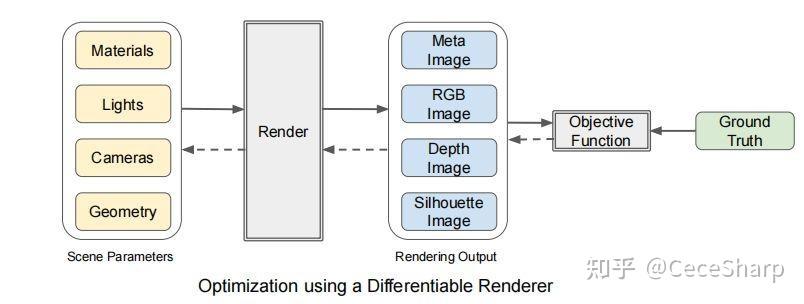 Materials
Lights
Cameras
Geometry
Scene Parameters
Render
Meta
Image
RGB
Image
Depth
Image
Silhouette
Image
Rendering Output
Objective
Function
Ground
Truth
Optimization using a Differentiable Renderer
知乎 @CeceSharp